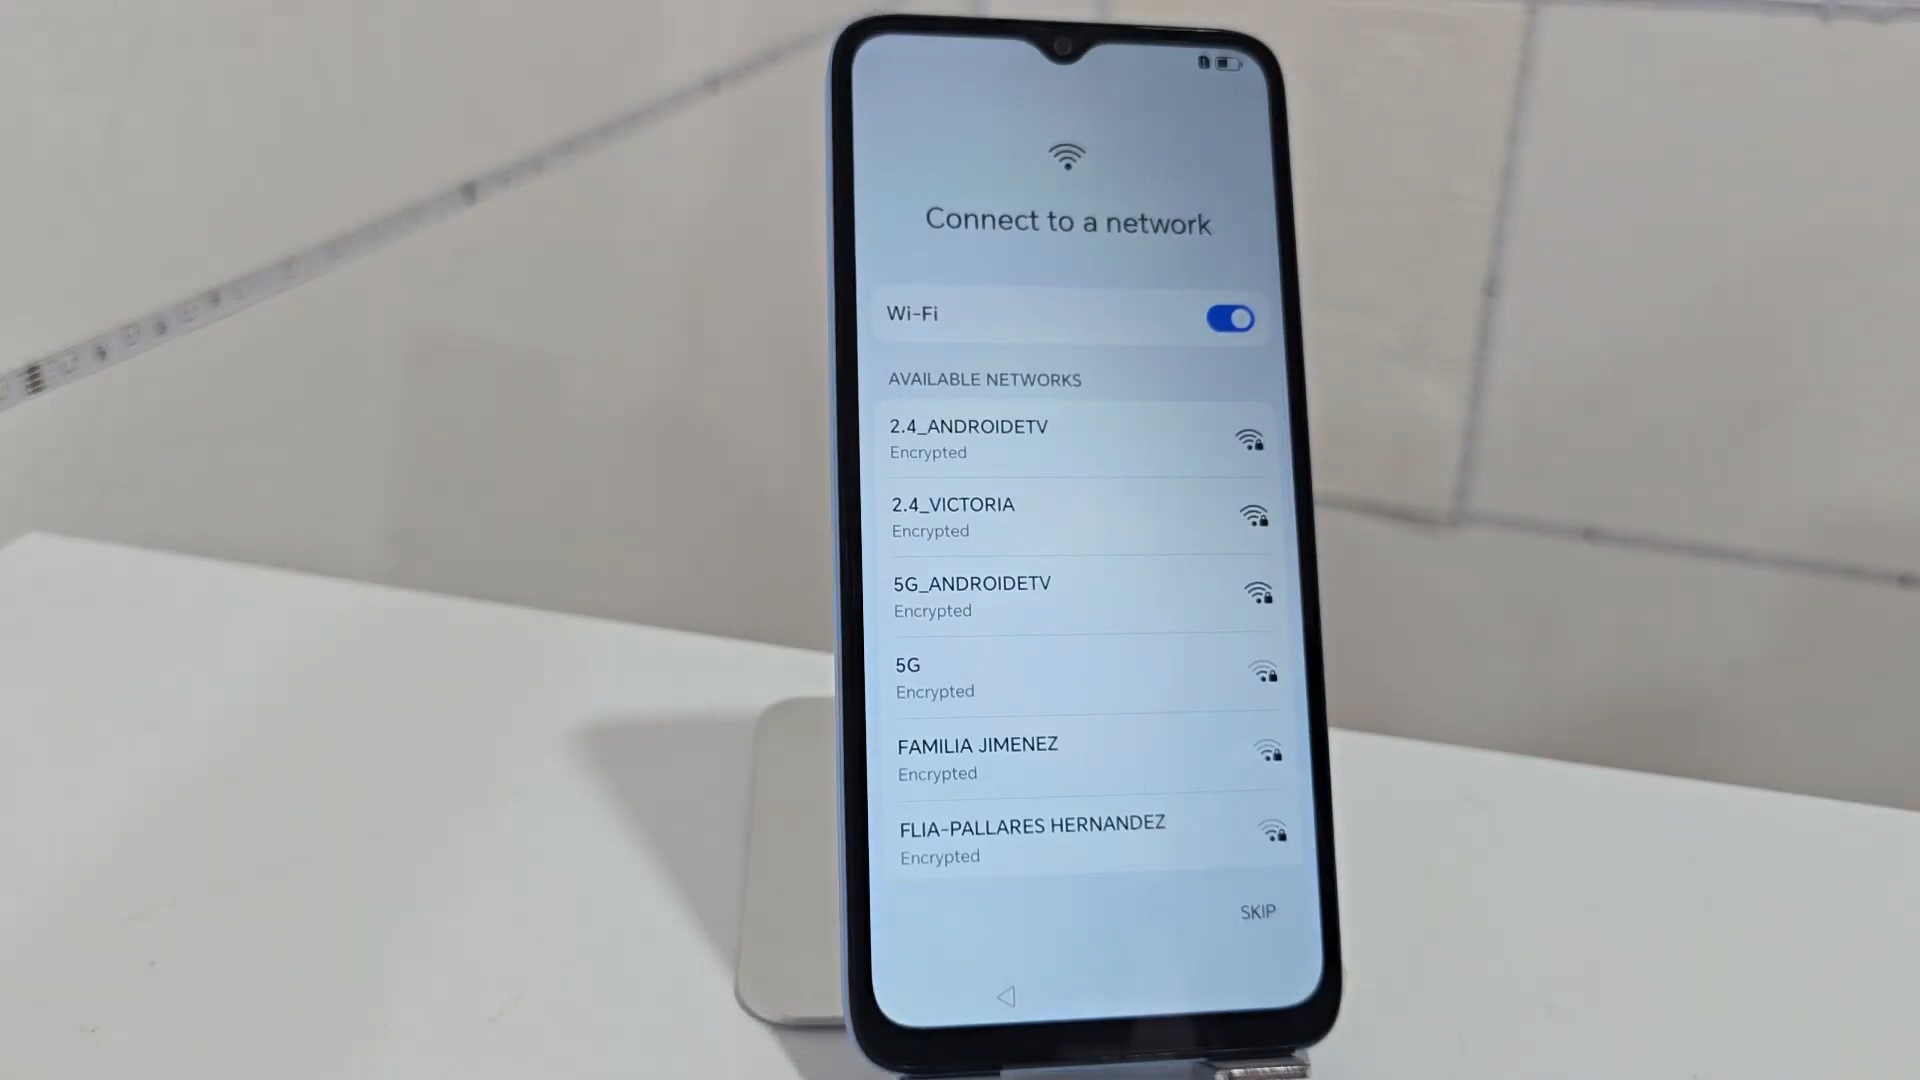 Connect to a network
Wi-Fi
AVAILABLE NETWORKS
2.4_ANDROIDETV
Encrypted
2.4_VICTORIA
Encrypted
5G_ANDROIDETV
Encrypted
5G
Encrypted
FAMILIA JIMENEZ
Encrypted
FLIA-PALLARES HERNANDEZ
Encrypted
SKIP